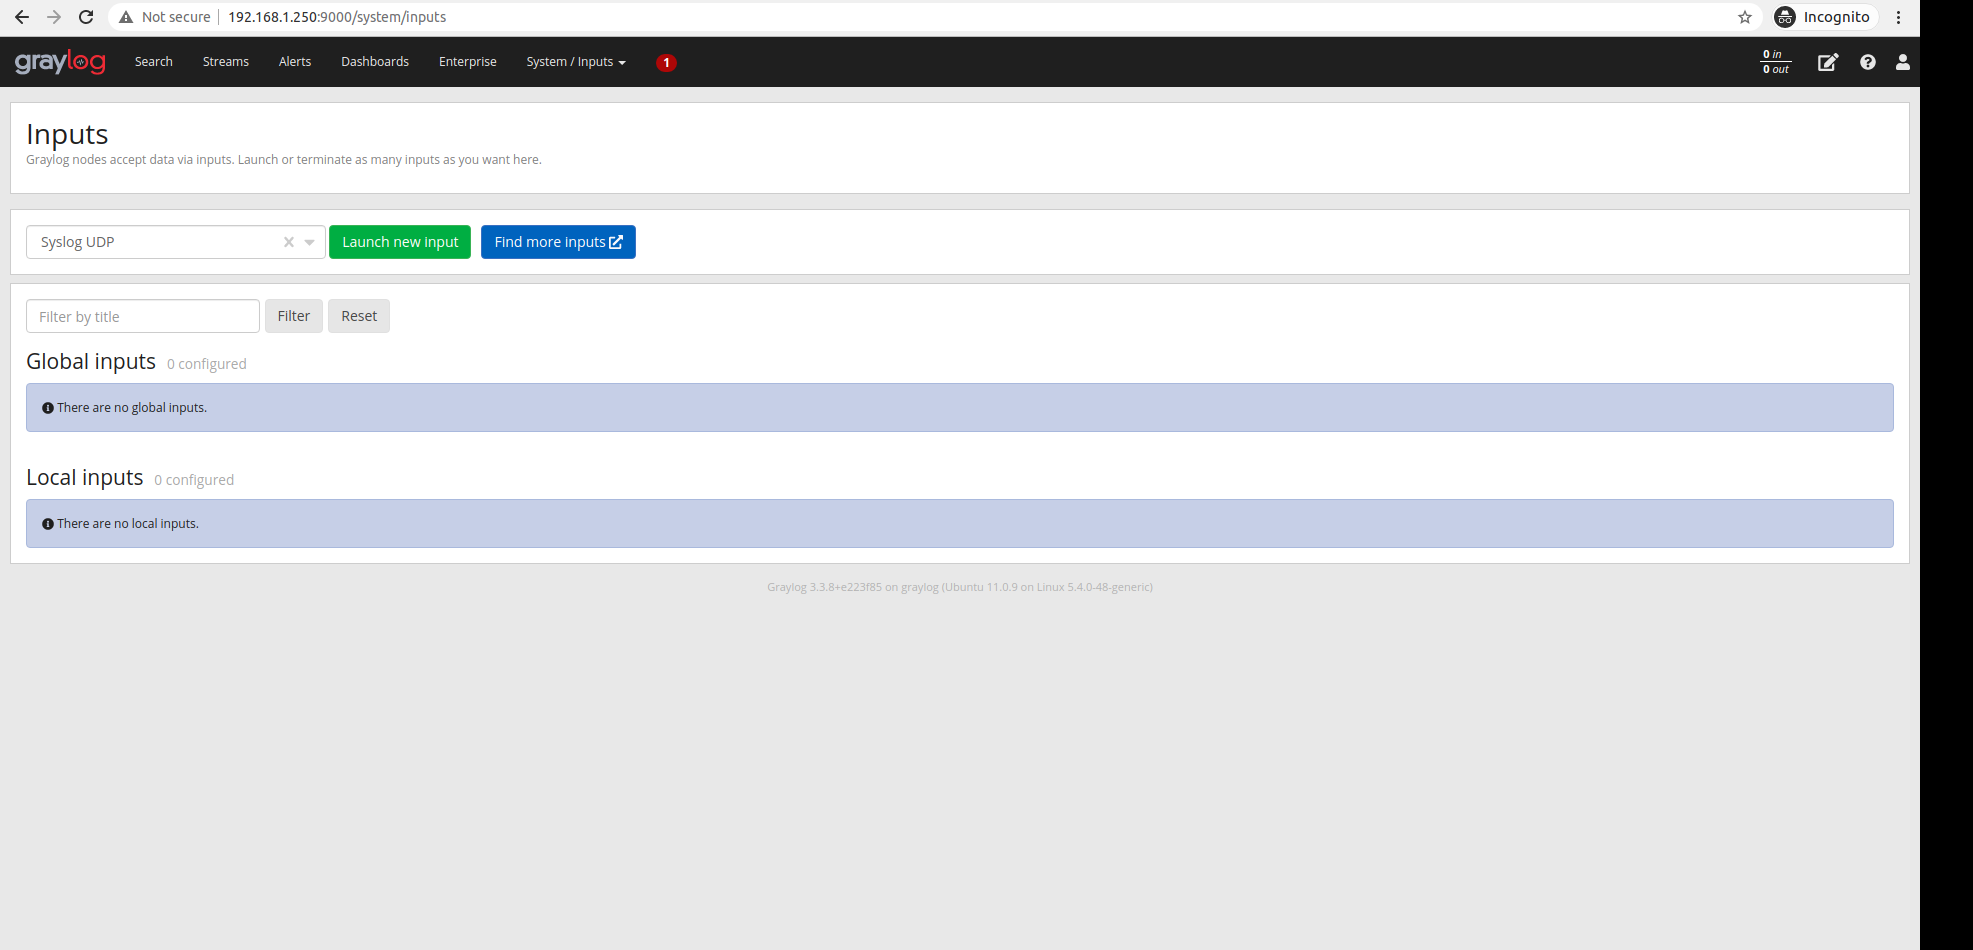 Not secure 192.168.1.250:9000/system/inputs Incognito
graylog Search Streams Alerts Dashboards Enterprise System / Inputs 1 0 in
0 out
Inputs
Graylog nodes accept data via inputs. Launch or terminate as many inputs as you want here.
Syslog UDP Launch new input Find more inputs
Filter by title Filter Reset
Global inputs 0 configured
There are no global inputs.
Local inputs 0 configured
There are no local inputs.
Graylog 3.3.8+e223f85 on graylog (Ubuntu 11.0.9 on Linux 5.4.0-48-generic)